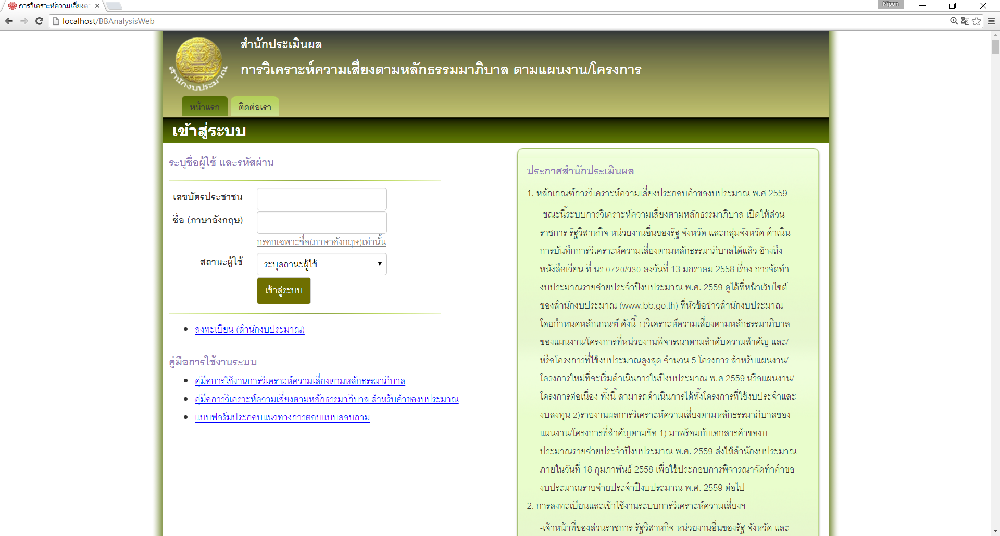 การวิเคราะห์ความเสี่ยงต
Nipon
localhost/BBAnalysisWeb
สำนักงบประมาณ
สำนักประเมินผล
การวิเคราะห์ความเสี่ยงตามหลักธรรมมาภิบาล ตามแผนงาน/โครงการ
หน้าแรก
ติดต่อเรา
เข้าสู่ระบบ
ระบุชื่อผู้ใช้ และรหัสผ่าน
เลขบัตรประชาชน
ชื่อ (ภาษาอังกฤษ)
กรอกเฉพาะชื่อ(ภาษาอังกฤษ)เท่านั้น
สถานะผู้ใช้
ระบุสถานะผู้ใช้
เข้าสู่ระบบ
ลงทะเบียน (สำนักงบประมาณ)
คู่มือการใช้งานระบบ
คู่มือการใช้งานการวิเคราะห์ความเสี่ยงตามหลักธรรมาภิบาล
คู่มือการวิเคราะห์ความเสี่ยงตามหลักธรรมาภิบาล สำหรับคำของบประมาณ
แบบฟอร์มประกอบแนวทางการตอบแบบสอบถาม
ประกาศสำนักประเมินผล
1. หลักเกณฑ์การวิเคราะห์ความเสี่ยงประกอบคำของบประมาณ พ.ศ 2559
-ขณะนี้ระบบการวิเคราะห์ความเสี่ยงตามหลักธรรมาภิบาล เปิดให้ส่วน
ราชการ รัฐวิสาหกิจ หน่วยงานอื่นของรัฐ จังหวัด และกลุ่มจังหวัด ดำเนิน
การบันทึกการวิเคราะห์ความเสี่ยงตามหลักธรรมาภิบาลได้แล้ว อ้างถึง
หนังสือเวียน ที่ นร 0720/ว30 ลงวันที่ 13 มกราคม 2558 เรื่อง การจัดทำ
งบประมาณรายจ่ายประจำปีงบประมาณ พ.ศ. 2559 ดูได้ที่หน้าเว็บไซต์
ของสำนักงบประมาณ (www.bb.go.th) ที่หัวข้อข่าวสำนักงบประมาณ
โดยกำหนดหลักเกณฑ์ ดังนี้ 1)วิเคราะห์ความเสี่ยงตามหลักธรรมาภิบาล
ของแผนงาน/โครงการที่หน่วยงานพิจารณาตามลำดับความสำคัญ และ/
หรือโครงการที่ใช้งบประมาณสูงสุด จำนวน 5 โครงการ สำหรับแผนงาน/
โครงการใหม่ที่จะเริ่มดำเนินการในปีงบประมาณ พ.ศ 2559 หรือแผนงาน/
โครงการต่อเนื่อง ทั้งนี้ สามารถดำเนินการได้ทั้งโครงการที่ใช้งบประจำและ
งบลงทุน 2)รายงานผลการวิเคราะห์ความเสี่ยงตามหลักธรรมาภิบาลของ
แผนงาน/โครงการที่สำคัญตามข้อ 1) มาพร้อมกับเอกสารคำของบ
ประมาณรายจ่ายประจำปีงบประมาณ พ.ศ. 2559 ส่งให้สำนักงบประมาณ
ภายในวันที่ 18 กุมภาพันธ์ 2558 เพื่อใช้ประกอบการพิจารณาจัดทำคำขอ
งบประมาณรายจ่ายประจำปีงบประมาณ พ.ศ. 2559 ต่อไป
2. การลงทะเบียนและเข้าใช้งานระบบการวิเคราะห์ความเสี่ยงฯ
-เจ้าหน้าที่ของส่วนราชการ รัฐวิสาหกิจ หน่วยงานอื่นของรัฐ จังหวัด และ